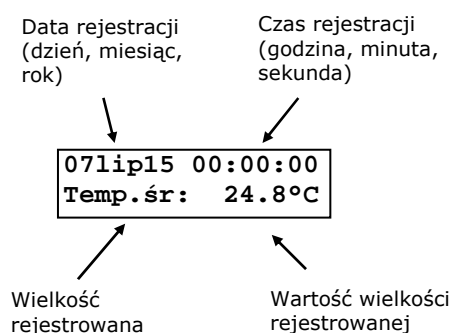 Data rejestracji
(dzień, miesiąc,
rok)
Czas rejestracji
(godzina, minuta,
sekunda)
07lip15 00:00:00
Temp.śr: 24.8°C
Wielkość
rejestrowana
Wartość wielkości
rejestrowanej